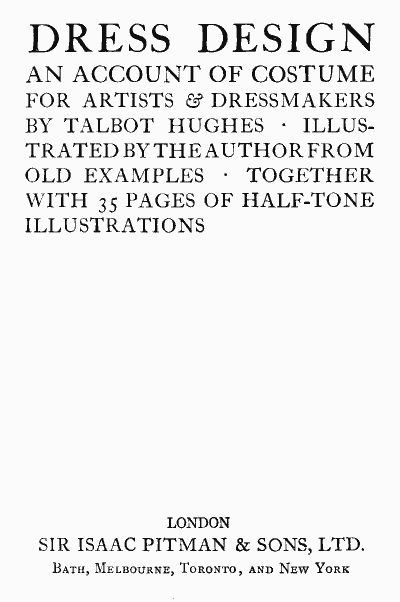 DRESS DESIGN
AN ACCOUNT OF COSTUME
FOR ARTISTS & DRESSMAKERS
BY TALBOT HUGHES · ILLUS-
TRATED BY THE AUTHOR FROM
OLD EXAMPLES · TOGETHER
WITH 35 PAGES OF HALF-TONE
ILLUSTRATIONS
LONDON
SIR ISAAC PITMAN & SONS, LTD.
BATH, MELBOURNE, TORONTO, AND NEW YORK